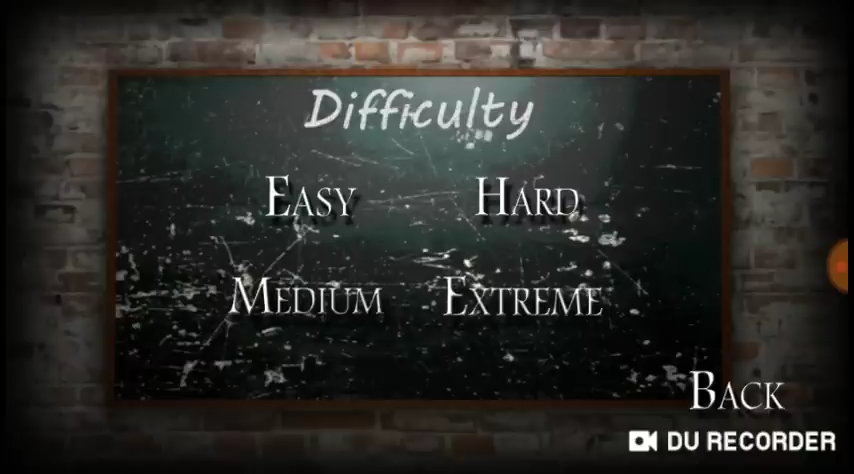 Difficulty
EASY HARD
MEDIUM EXTREME
BACK
DU RECORDER